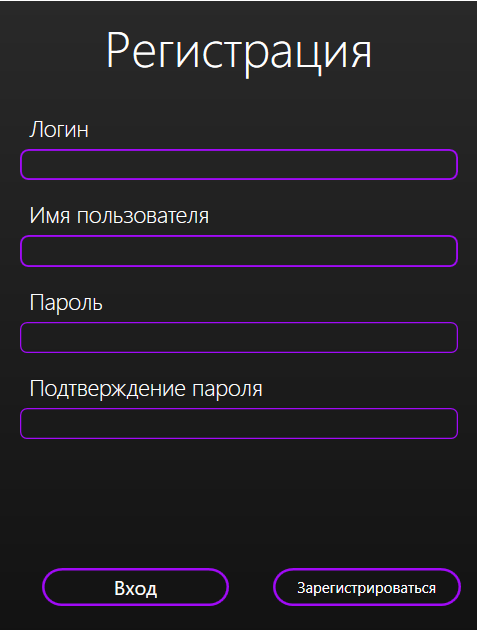 Регистрация
Логин
Имя пользователя
Пароль
Подтверждение пароля
Вход
Зарегистрироваться